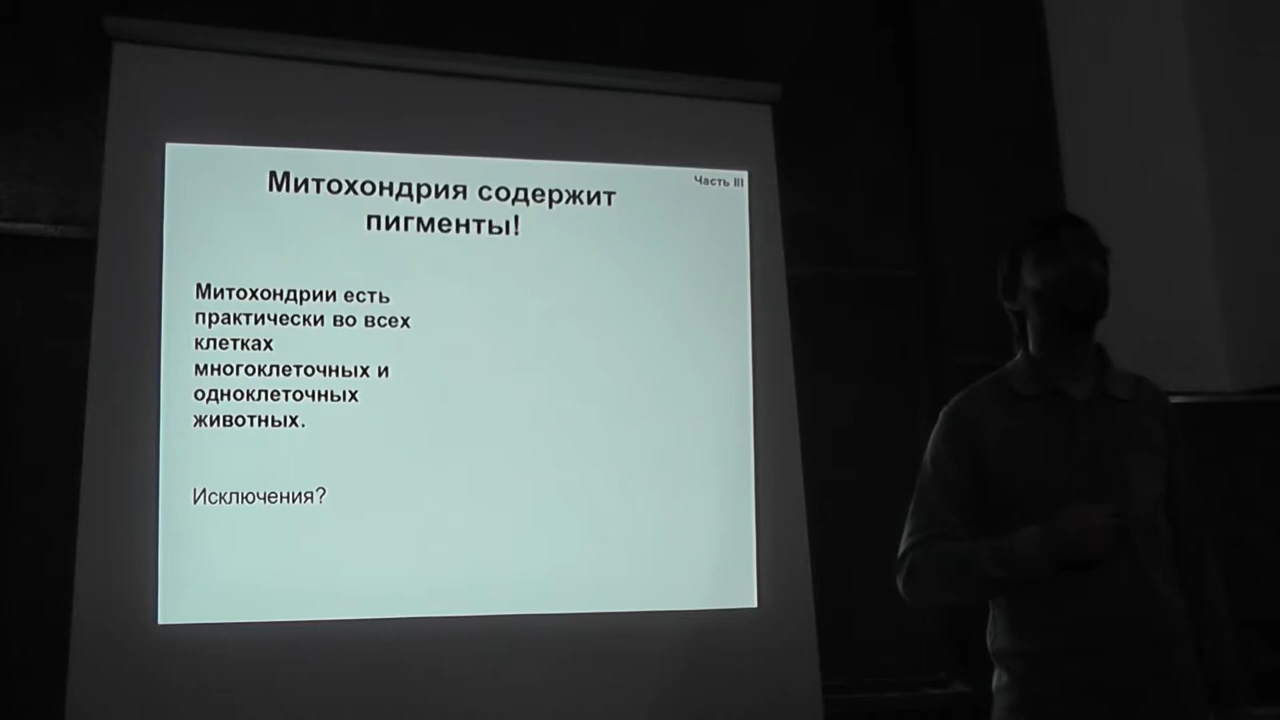 Часть III
Митохондрия содержит
пигменты!
Митохондрии есть
практически во всех
клетках
многоклеточных и
одноклеточных
животных.
Исключения?